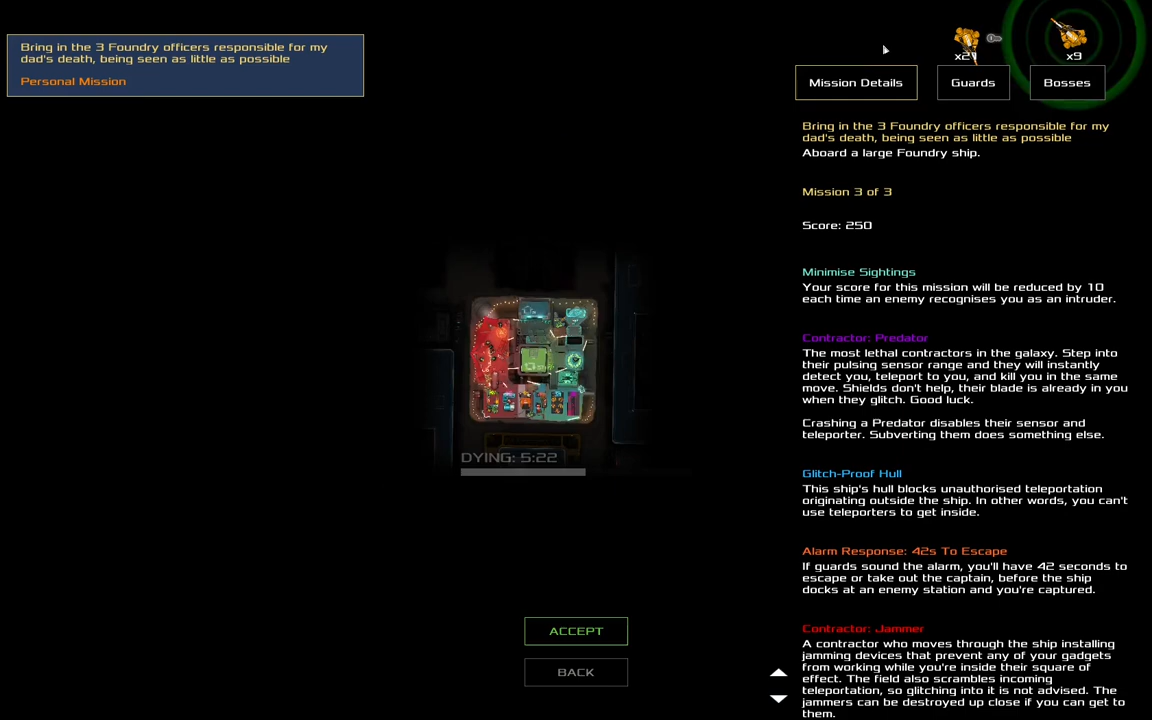 Bring in the 3 Foundry officers responsible for my
dad's death, being seen as little as possible
Personal Mission
x21
x9
Mission Details
Guards
Bosses
Bring in the 3 Foundry officers responsible for my
dad's death, being seen as little as possible
Aboard a large Foundry ship.
Mission 3 of 3
Score: 250
Minimise Sightings
Your score for this mission will be reduced by 10
each time an enemy recognises you as an intruder.
Contractor: Predator
The most lethal contractors in the galaxy. Step into
their pulsing sensor range and they will instantly
detect you, teleport to you, and kill you in the same
move. Shields don't help, their blade is already in you
when they glitch. Good luck.
Crashing a Predator disables their sensor and
teleporter. Subverting them does something else.
Glitch-Proof Hull
This ship's hull blocks unauthorised teleportation
originating outside the ship. In other words, you can't
use teleporters to get inside.
Alarm Response: 42s To Escape
If guards sound the alarm, you'll have 42 seconds to
escape or take out the captain, before the ship
docks at an enemy station and you're captured.
Contractor: Jammer
A contractor who moves through the ship installing
jamming devices that prevent any of your gadgets
from working while you're inside their square of
effect. The field also scrambles incoming
teleportation, so glitching into it is not advised. The
jammers can be destroyed up close if you can get to
them.
DYING: 5:22
ACCEPT
BACK